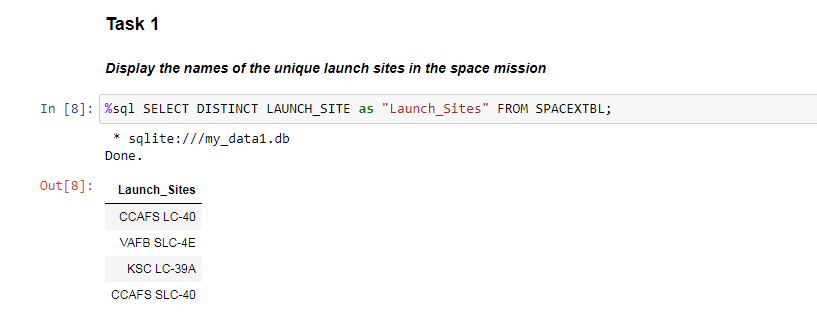 Task 1
Display the names of the unique launch sites in the space mission
In [8]: %sql SELECT DISTINCT LAUNCH_SITE as "Launch_Sites" FROM SPACEXTBL;
* sqlite:///my_data1.db
Done.
Out[8]: Launch_Sites
CCAFS LC-40
VAFB SLC-4E
KSC LC-39A
CCAFS SLC-40